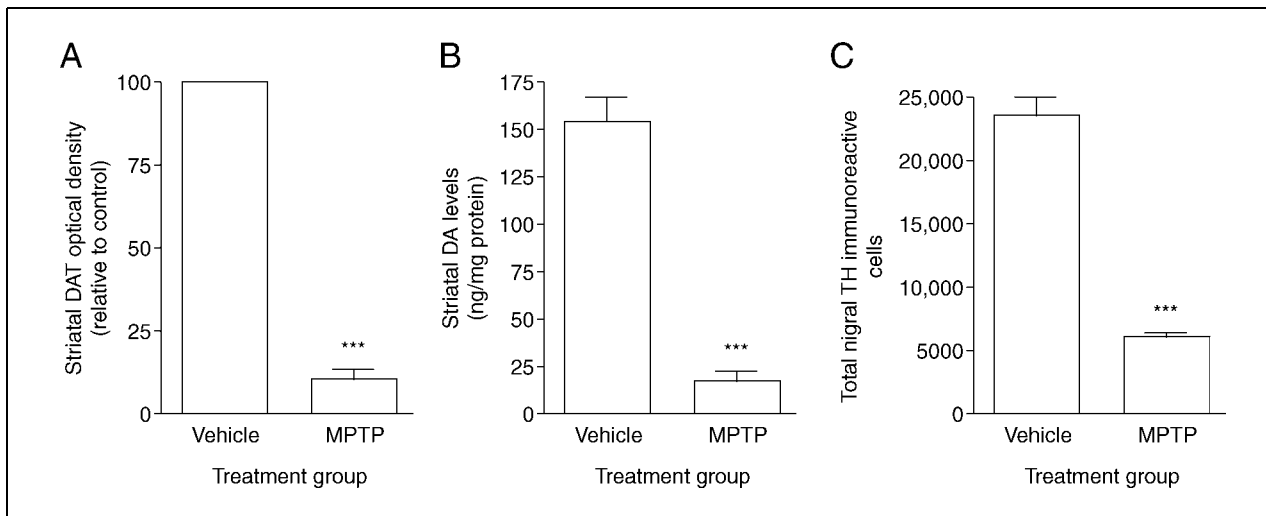 A
Striatal DAT optical density
(relative to control)
100
75
50
25
0
***
Vehicle
MPTP
Treatment group
B
Striatal DA levels
(ng/mg protein)
175
150
125
100
75
50
25
0
***
Vehicle
MPTP
Treatment group
C
Total nigral TH immunoreactive
cells
25,000
20,000
15,000
10,000
5000
0
***
Vehicle
MPTP
Treatment group